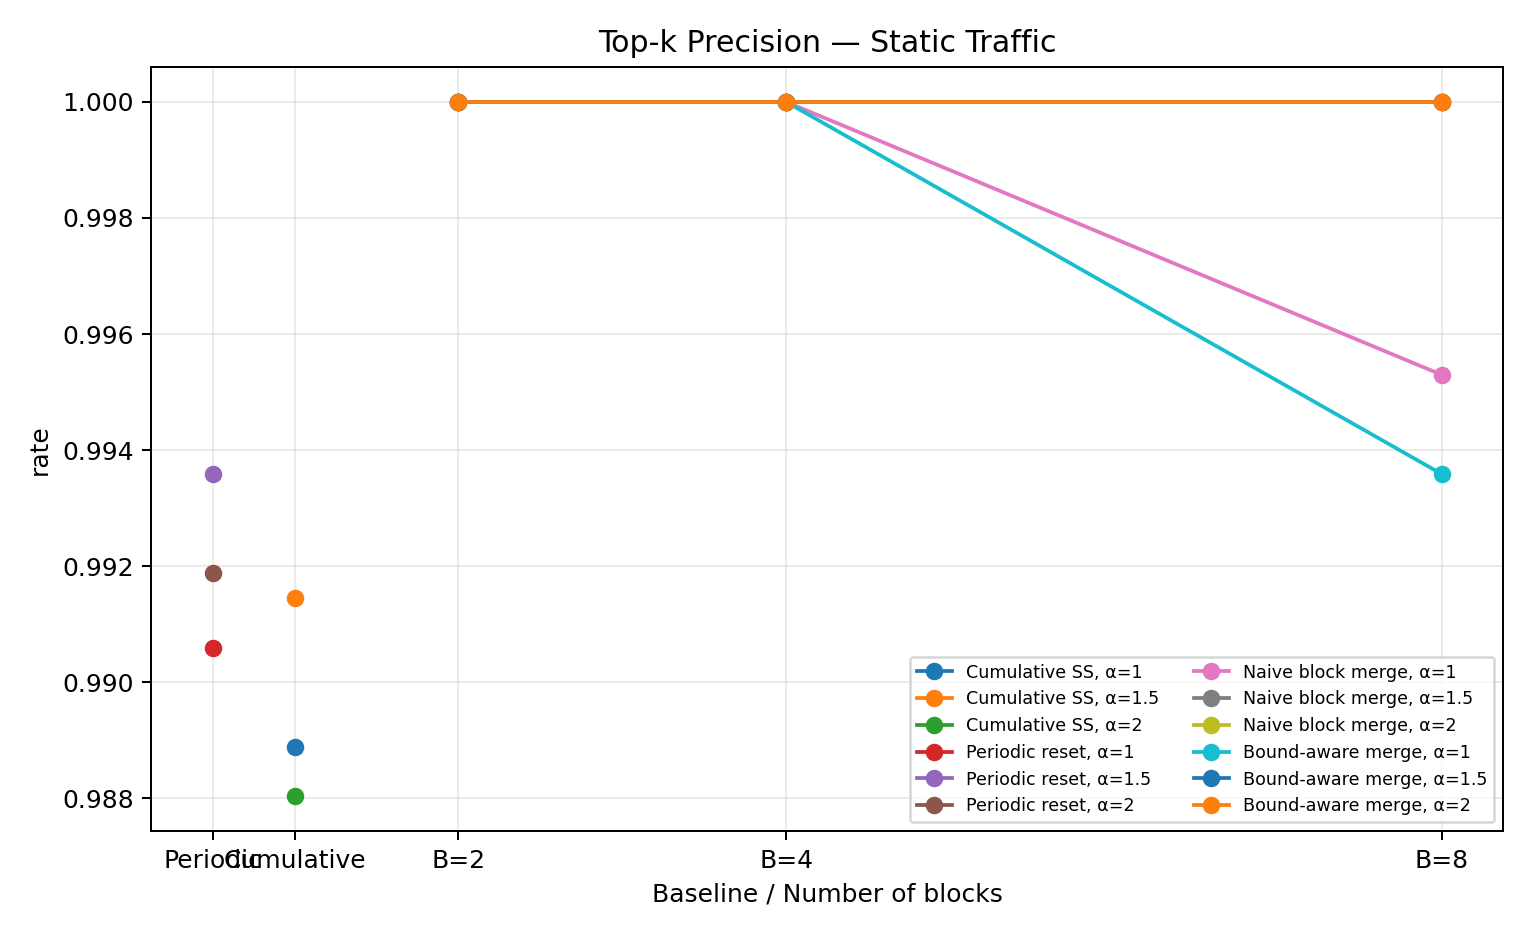 Top-k Precision — Static Traffic
1.000
0.998
0.996
0.994
0.992
0.990
0.988
rate
Cumulative SS, α=1
Cumulative SS, α=1.5
Cumulative SS, α=2
Periodic reset, α=1
Periodic reset, α=1.5
Periodic reset, α=2
Naive block merge, α=1
Naive block merge, α=1.5
Naive block merge, α=2
Bound-aware merge, α=1
Bound-aware merge, α=1.5
Bound-aware merge, α=2
Periodic Cumulative B=2 B=4 B=8
Baseline / Number of blocks